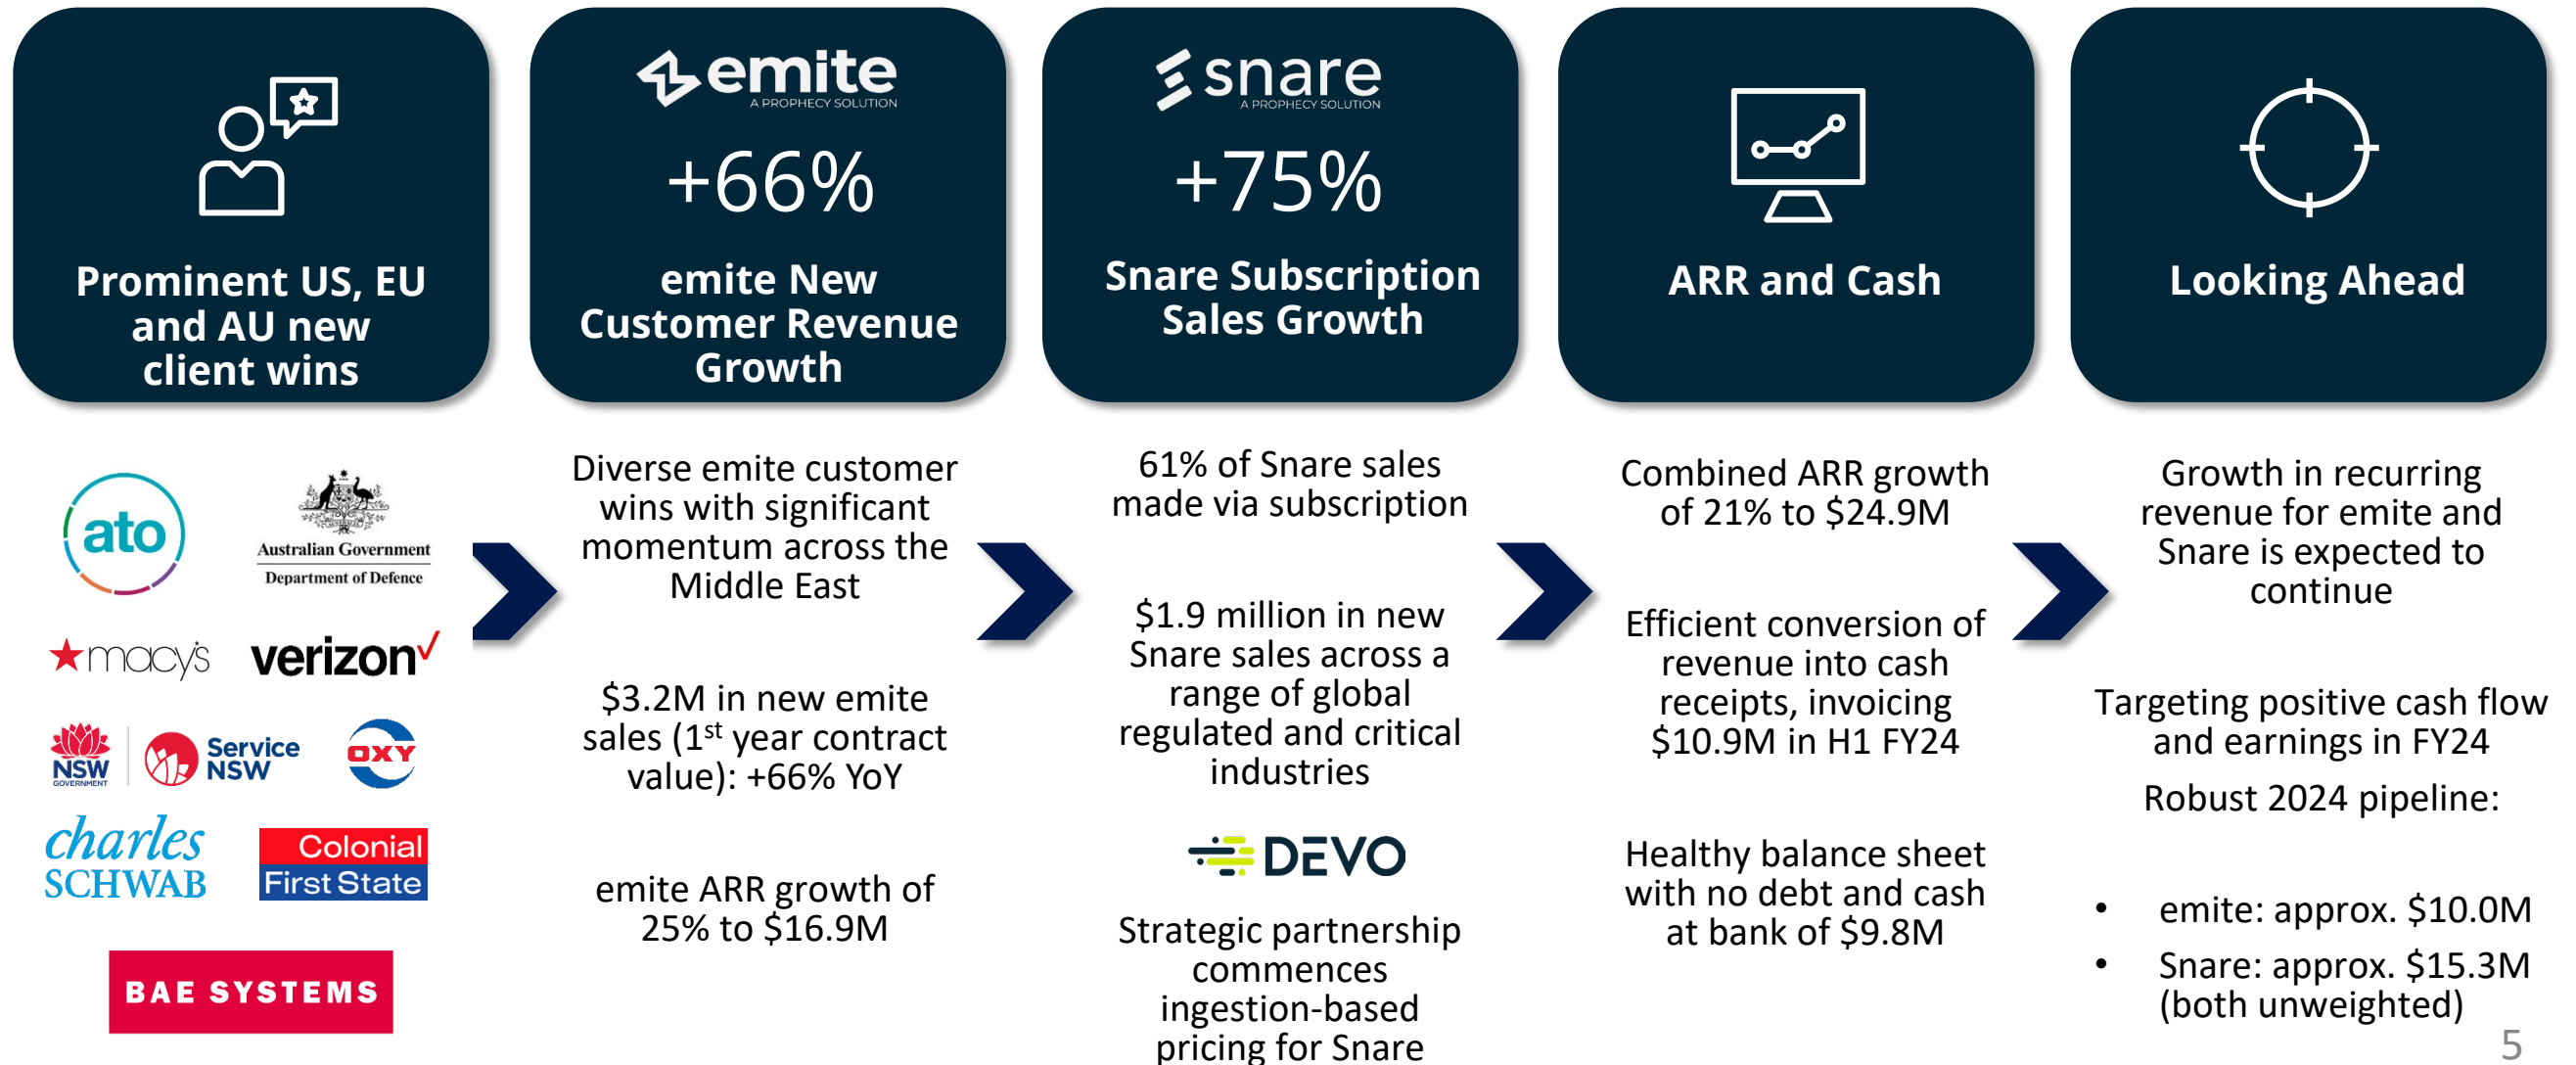 Prominent US, EU
and AU new
client wins
ato
Australian Government
Department of Defence
macy's
verizon
NSW
GOVERNMENT
Service
NSW
OXY
charles
SCHWAB
Colonial
First State
BAE SYSTEMS
emite
A PROPHECY SOLUTION
+66%
emite New
Customer Revenue
Growth
Diverse emite customer
wins with significant
momentum across the
Middle East
$3.2M in new emite
sales (1st year contract
value): +66% YoY
emite ARR growth of
25% to $16.9M
snare
A PROPHECY SOLUTION
+75%
Snare Subscription
Sales Growth
61% of Snare sales
made via subscription
$1.9 million in new
Snare sales across a
range of global
regulated and critical
industries
DEVO
Strategic partnership
commences
ingestion-based
pricing for Snare
ARR and Cash
Combined ARR growth
of 21% to $24.9M
Efficient conversion of
revenue into cash
receipts, invoicing
$10.9M in H1 FY24
Healthy balance sheet
with no debt and cash
at bank of $9.8M
Looking Ahead
Growth in recurring
revenue for emite and
Snare is expected to
continue
Targeting positive cash flow
and earnings in FY24
Robust 2024 pipeline:
• emite: approx. $10.0M
• Snare: approx. $15.3M
(both unweighted)
5